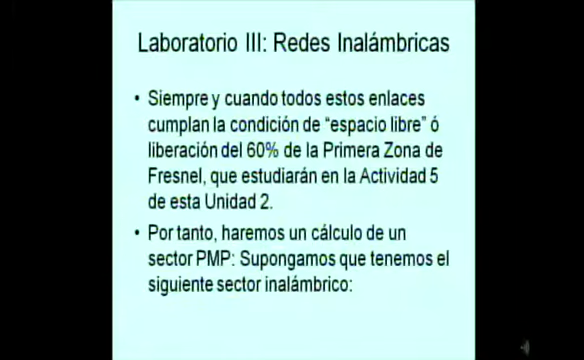 Laboratorio III: Redes Inalámbricas
• Siempre y cuando todos estos enlaces
cumplan la condición de “espacio libre” ó
liberación del 60% de la Primera Zona de
Fresnel, que estudiarán en la Actividad 5
de esta Unidad 2.
• Por tanto, haremos un cálculo de un
sector PMP: Supongamos que tenemos el
siguiente sector inalámbrico: